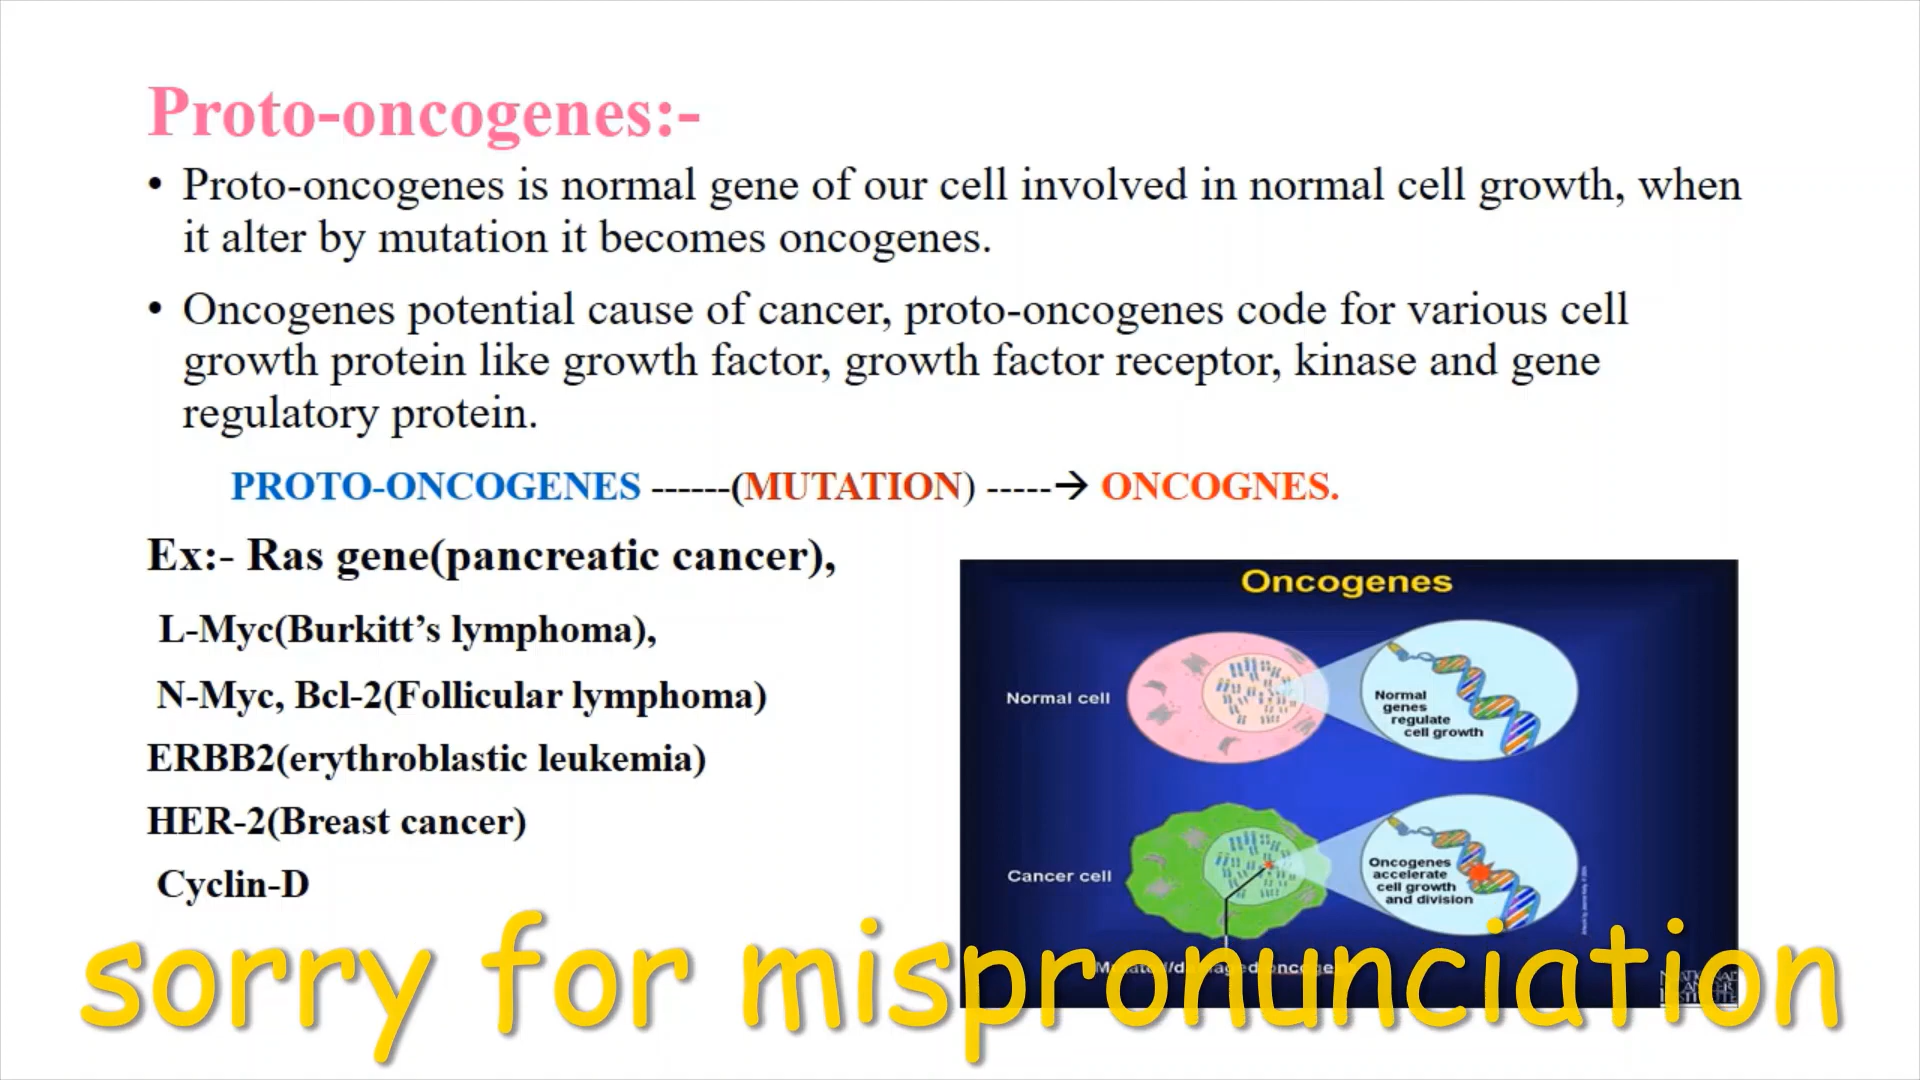 Proto-oncogenes:-
• Proto-oncogenes is normal gene of our cell involved in normal cell growth, when
it alter by mutation it becomes oncogenes.
• Oncogenes potential cause of cancer, proto-oncogenes code for various cell
growth protein like growth factor, growth factor receptor, kinase and gene
regulatory protein.
PROTO-ONCOGENES ------(MUTATION) -----→ ONCOGNES.
Ex:- Ras gene(pancreatic cancer),
L-Myc(Burkitt’s lymphoma),
N-Myc, Bcl-2(Follicular lymphoma)
ERBB2(erythroblastic leukemia)
HER-2(Breast cancer)
Cyclin-D
Oncogenes
Normal cell
Normal
genes
regulate
cell growth
Cancer cell
Oncogenes
accelerate
cell growth
and division
sorry for mispronunciation